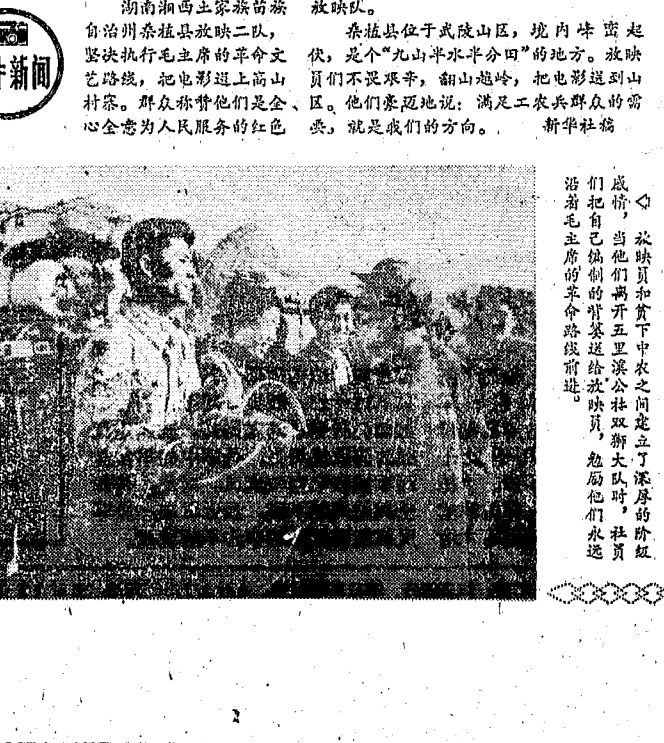 片新闻
湖南湘西土家族苗族
自治州桑植县放映二队，
坚决执行毛主席的革命文
艺路线，把电影送上高山
村寨。群众称赞他们是全
心全意为人民服务的红色
放映队。
桑植县位于武陵山区，境内峰峦起
伏，是个“九山半水半分田”的地方。放映
员们不畏艰辛，翻山越岭，把电影送到山
区。他们豪迈地说：满足工农兵群众的需
要，就是我们的方向。 新华社稿
◁ 放映员和贫下中农之间建立了深厚的阶级
感情，当他们离开五里溪公社双狮大队时，社员
们把自己编制的背篓送给放映员，勉励他们永远
沿着毛主席的革命路线前进。
2